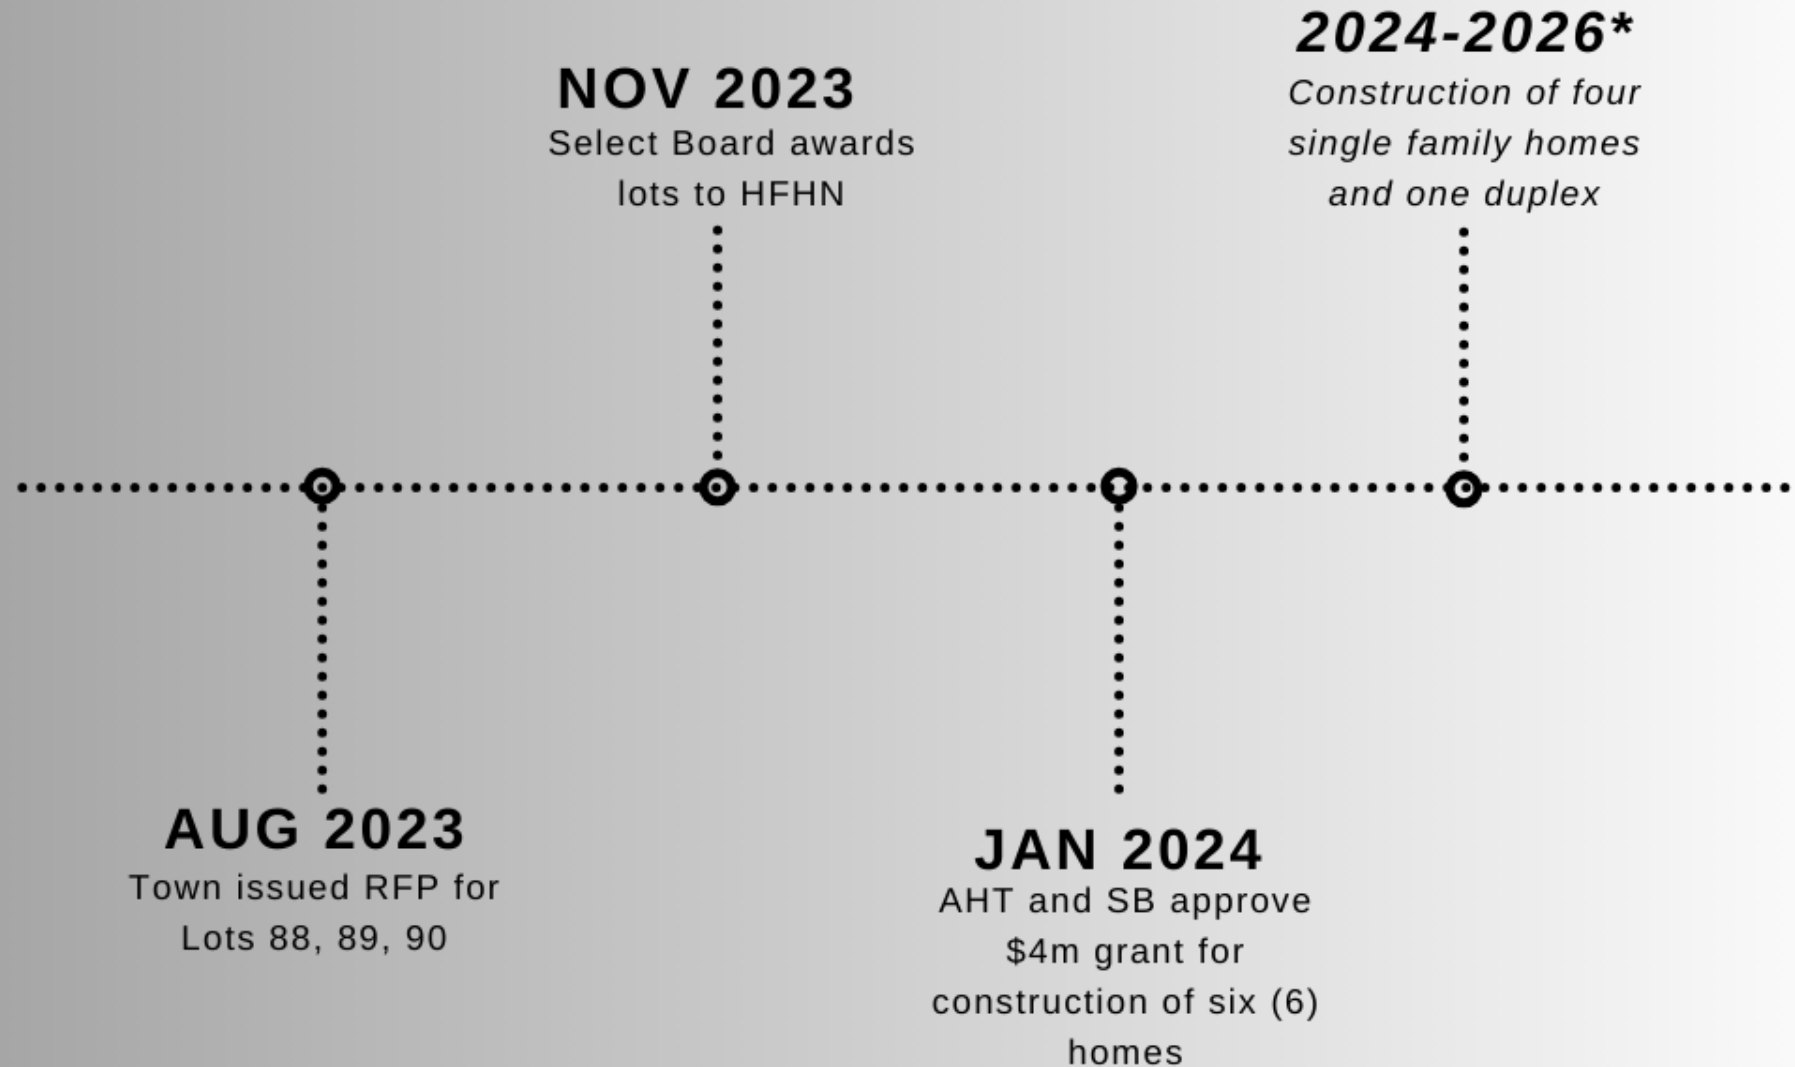 2024-2026*
Construction of four
single family homes
and one duplex
NOV 2023
Select Board awards
lots to HFHN
AUG 2023
Town issued RFP for
Lots 88, 89, 90
JAN 2024
AHT and SB approve
$4m grant for
construction of six (6)
homes